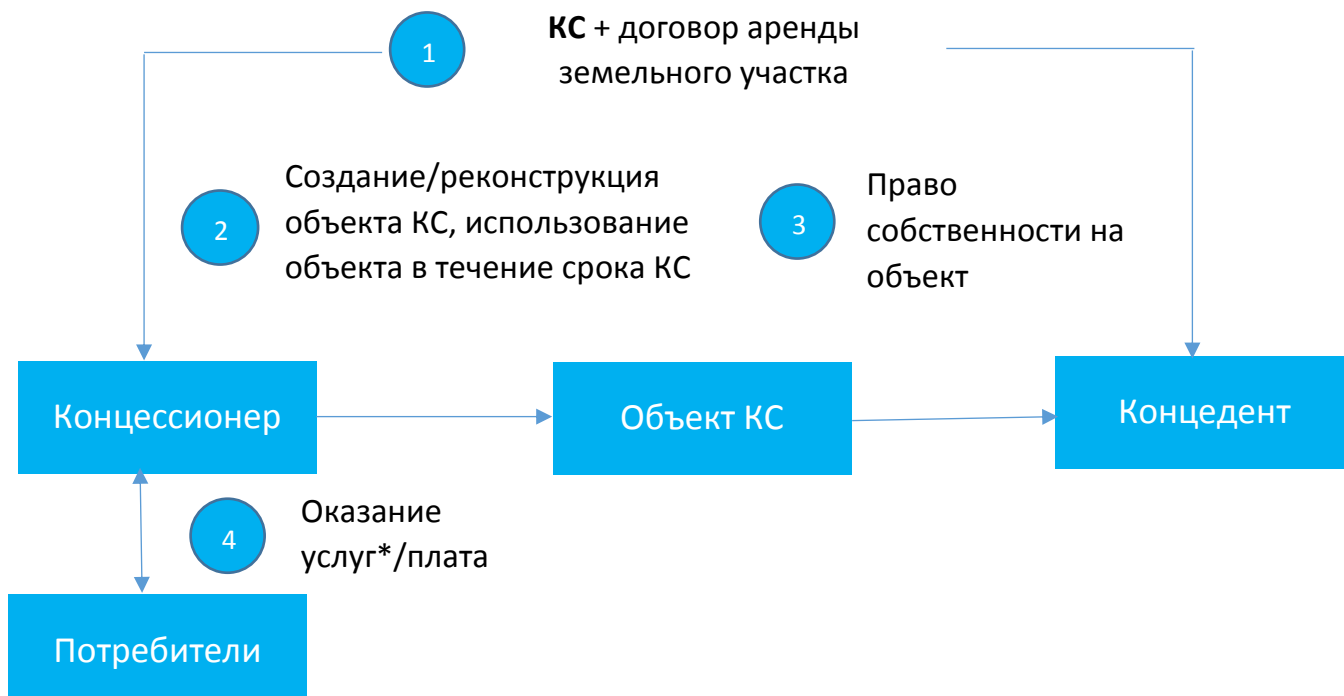 1
КС + договор аренды
земельного участка
2
Создание/реконструкция
объекта КС, использование
объекта в течение срока КС
3
Право
собственности на
объект
Концессионер
Объект КС
Концедент
4
Оказание
услуг*/плата
Потребители